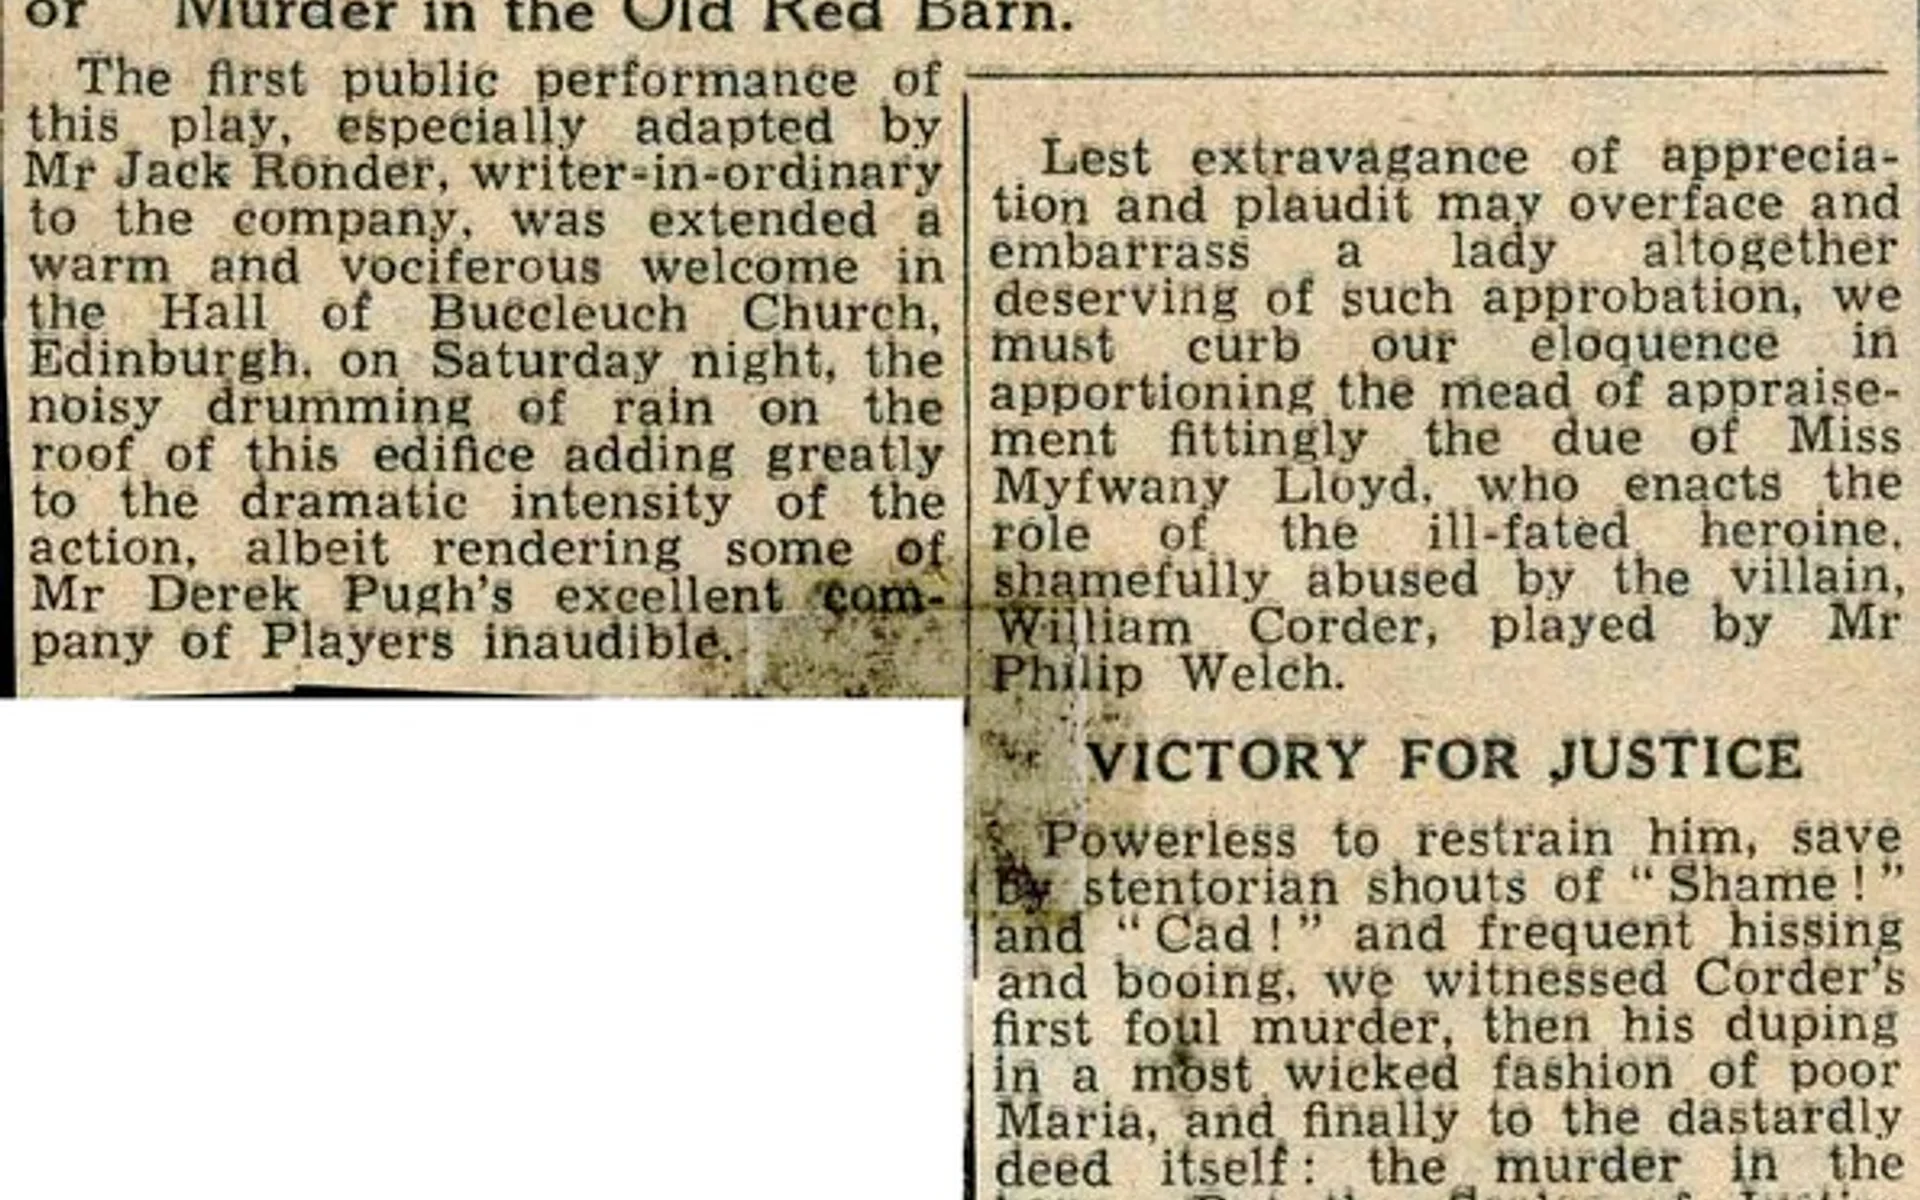 or "Murder in the Old Red Barn.
The first public performance of
this play, especially adapted by
Mr Jack Ronder, writer-in-ordinary
to the company, was extended a
warm and vociferous welcome in
the Hall of Buccleuch Church,
Edinburgh, on Saturday night, the
noisy drumming of rain on the
roof of this edifice adding greatly
to the dramatic intensity of the
action, albeit rendering some of
Mr Derek Pugh's excellent com-
pany of Players inaudible.
Lest extravagance of apprecia-
tion and plaudit may overface and
embarrass a lady altogether
deserving of such approbation, we
must curb our eloquence in
apportioning the mead of appraise-
ment fittingly the due of Miss
Myfwany Lloyd, who enacts the
role of the ill-fated heroine,
shamefully abused by the villain,
William Corder, played by Mr
Philip Welch.
VICTORY FOR JUSTICE
Powerless to restrain him, save
by stentorian shouts of "Shame!"
and "Cad!" and frequent hissing
and booing, we witnessed Corder's
first foul murder, then his duping
in a most wicked fashion of poor
Maria, and finally to the dastardly
deed itself: the murder in the